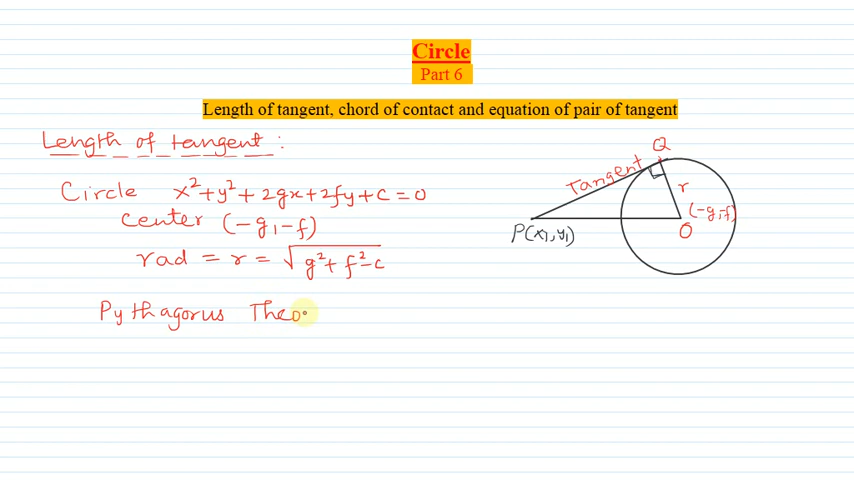 Circle
Part 6
Length of tangent, chord of contact and equation of pair of tangent
Length of tangent :
Circle x²+y²+2gx+2fy+c=0
center (-g,-f)
rad = r = √g²+f²-c
Pythagorus Theo
Q
Tangent
r
(-g,-f)
P(x₁,y₁)
O